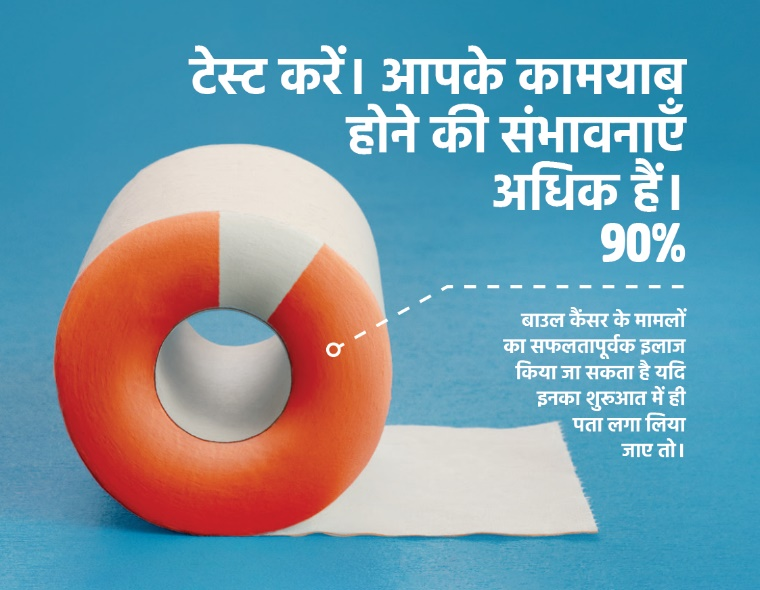 टेस्ट करें। आपके कामयाब
होने की संभावनाएँ
अधिक हैं।
90%
बाउल कैंसर के मामलों
का सफलतापूर्वक इलाज
किया जा सकता है यदि
इनका शुरूआत में ही
पता लगा लिया
जाए तो।